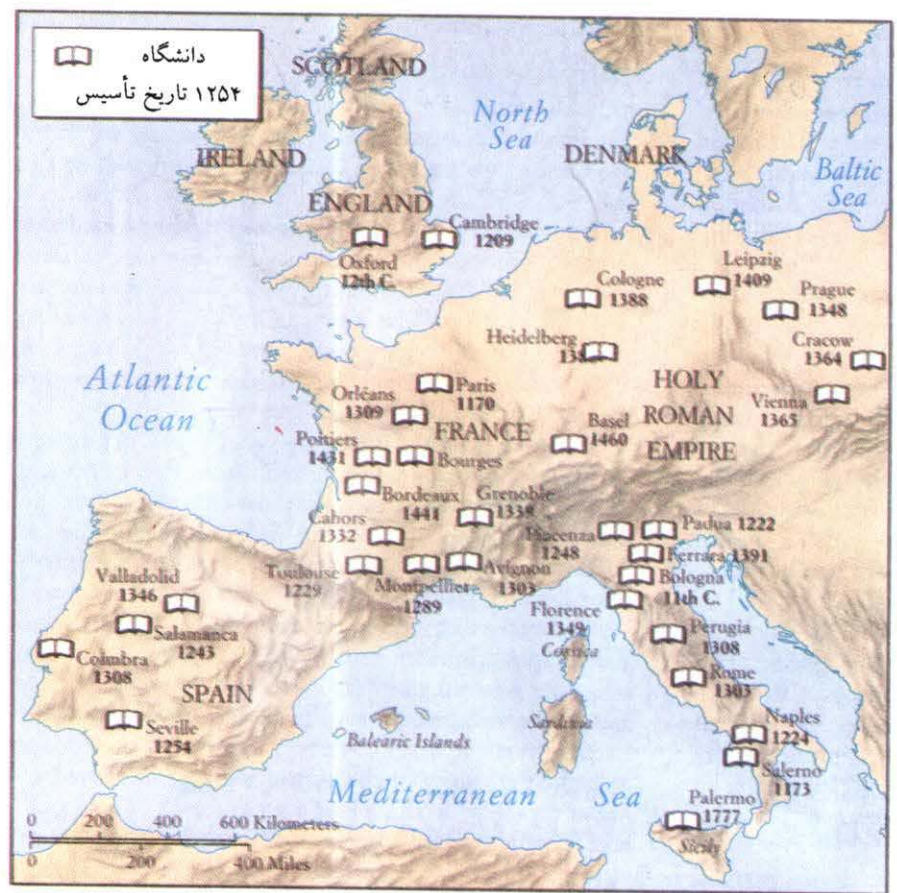 دانشگاه
۱۲۵۴ تاریخ تأسیس
SCOTLAND
North
Sea
IRELAND
DENMARK
Baltic
Sea
ENGLAND
Cambridge
1209
Oxford
12th C.
Leipzig
1409
Cologne
1388
Prague
1348
Heidelberg
Cracow
1364
Atlantic
Ocean
HOLY
ROMAN
EMPIRE
Paris
1170
Orléans
1309
Vienna
1365
FRANCE
Basel
1460
Poitiers
1431
Bourges
Bordeaux
1441
Grenoble
1339
Cahors
1332
Piacenza
1248
Padua 1222
Ferrara 1391
Toulouse
1229
Montpellier
1289
Avignon
1303
Bologna
11th C.
Valladolid
1346
Florence
1349
Salamanca
1243
Corsica
Perugia
1308
Coimbra
1308
Rome
1303
SPAIN
Seville
1254
Balearic Islands
Sardinia
Naples
1224
Salerno
1173
Mediterranean Sea
Palermo
1777
Sicily
0 200 400 600 Kilometers
0 200 400 Miles